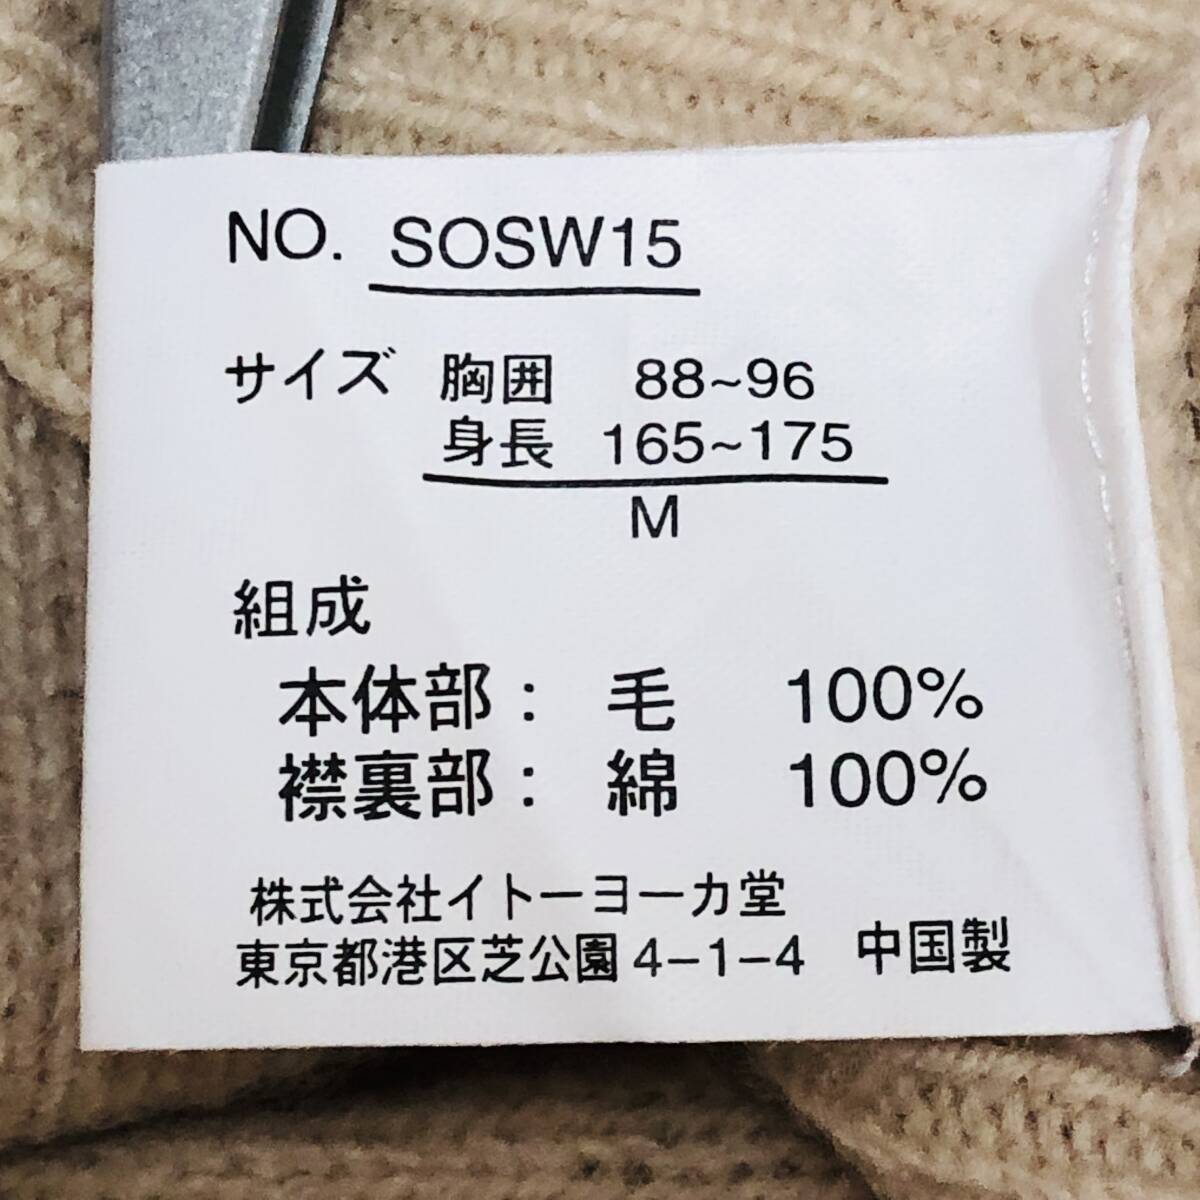 NO. SOSW15
サイズ 胸囲 88~96
身長 165~175
M
組成
本体部: 毛 100%
襟裏部: 綿 100%
株式会社イトーヨーカ堂
東京都港区芝公園4-1-4 中国製